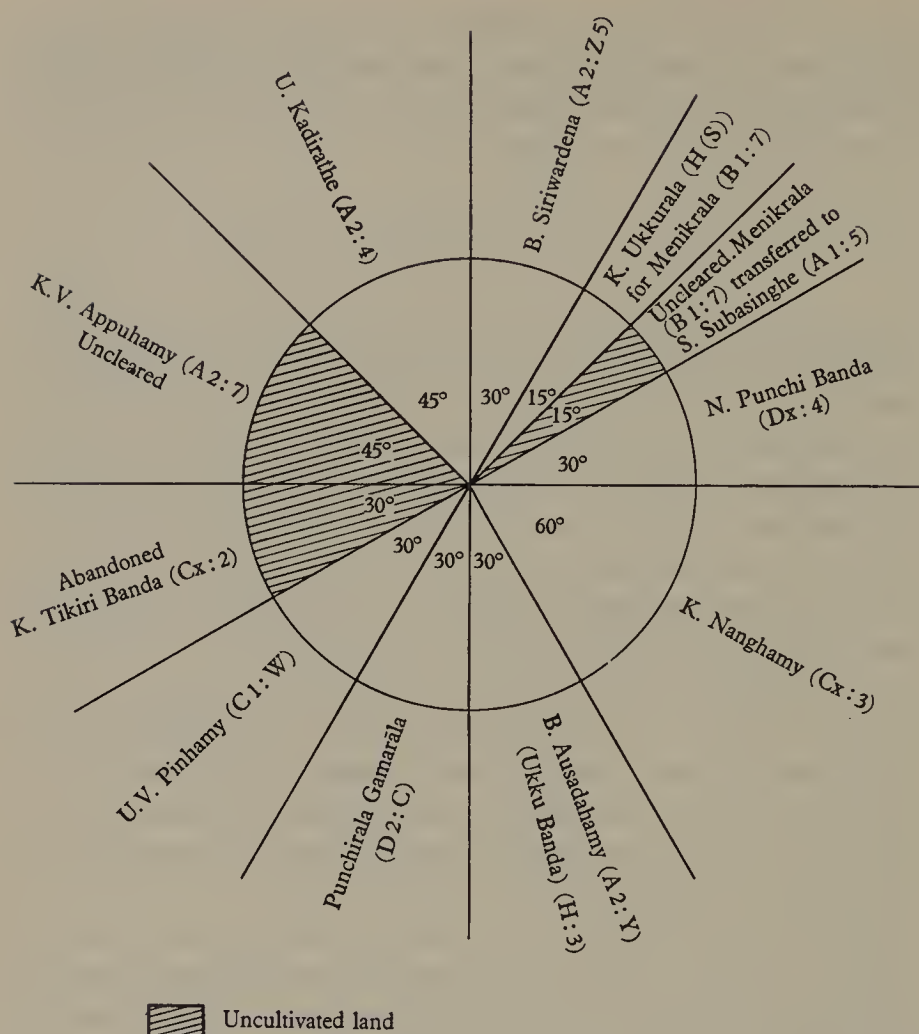 U. Kadirathe (A2:4)
B. Siriwardena (A2:Z5)
K. Ukkurala (H(S))
for Menikrala (B1:7)
Uncleared. Menikrala
(B1:7) transferred to
S. Subasinghe (A1:5)
N. Punchi Banda
(Dx:4)
K. Nanghamy (Cx:3)
B. Ausadahamy (A2:Y)
(Ukku Banda) (H:3)
Punchirala Gamarāla
(D2:C)
U.V. Pinhamy (C1:W)
Abandoned
K. Tikiri Banda (Cx:2)
K.V. Appuhamy (A2:7)
Uncleared
45°
30°
15°
15°
30°
60°
30°
30°
30°
30°
45°
Uncultivated land